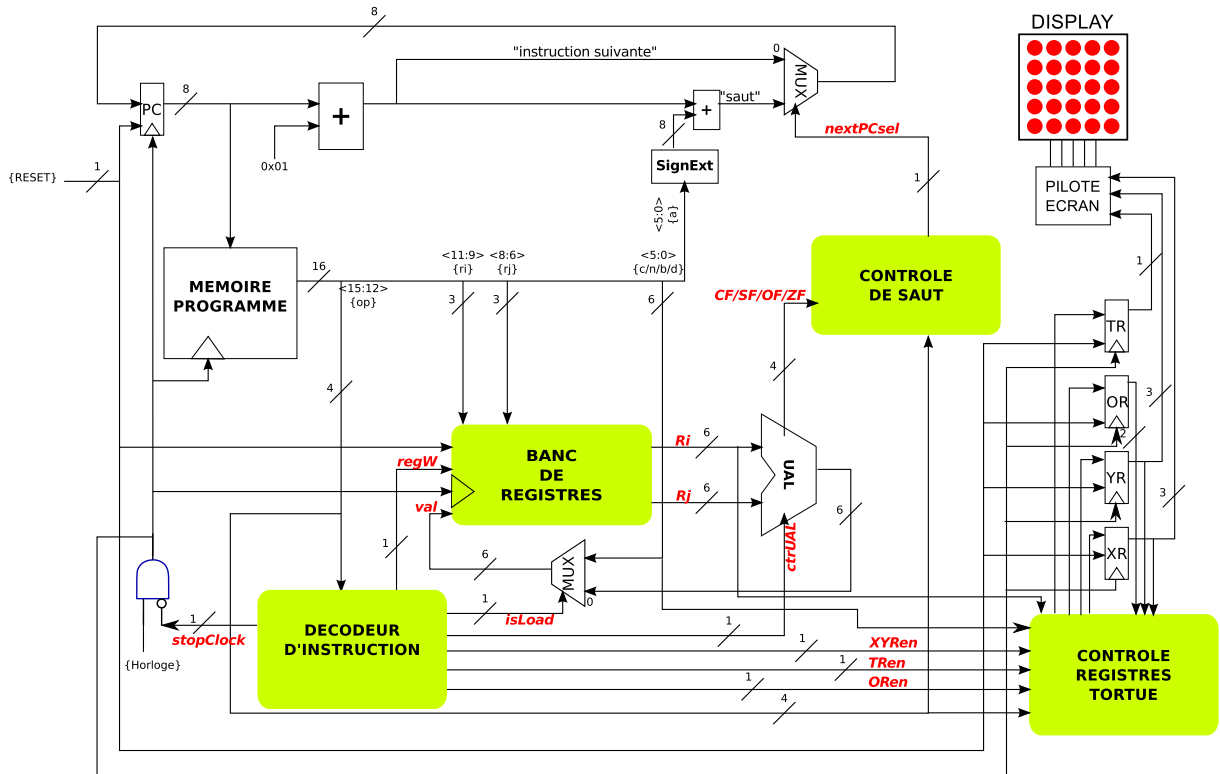 DISPLAY
8
"instruction suivante"
0
MUX
PC
8
+
+
"saut"
8
nextPCsel
0x01
{RESET}
1
SignExt
1
PILOTE
ECRAN
<5:0>
{a}
MEMOIRE
PROGRAMME
16
<15:12>
{op}
<11:9>
{ri}
<8:6>
{rj}
<5:0>
{c/n/b/d}
3
3
6
CF/SF/OF/ZF
CONTROLE
DE SAUT
1
TR
4
4
OR
3
2
BANC
DE
REGISTRES
regW
val
Ri
6
Rj
6
UAL
ctrUAL
6
YR
3
XR
1
6
MUX
0
1
isLoad
1
stopClock
{Horloge}
DECODEUR
D'INSTRUCTION
1
1
XYRen
1
TRen
1
ORen
4
CONTROLE
REGISTRES
TORTUE